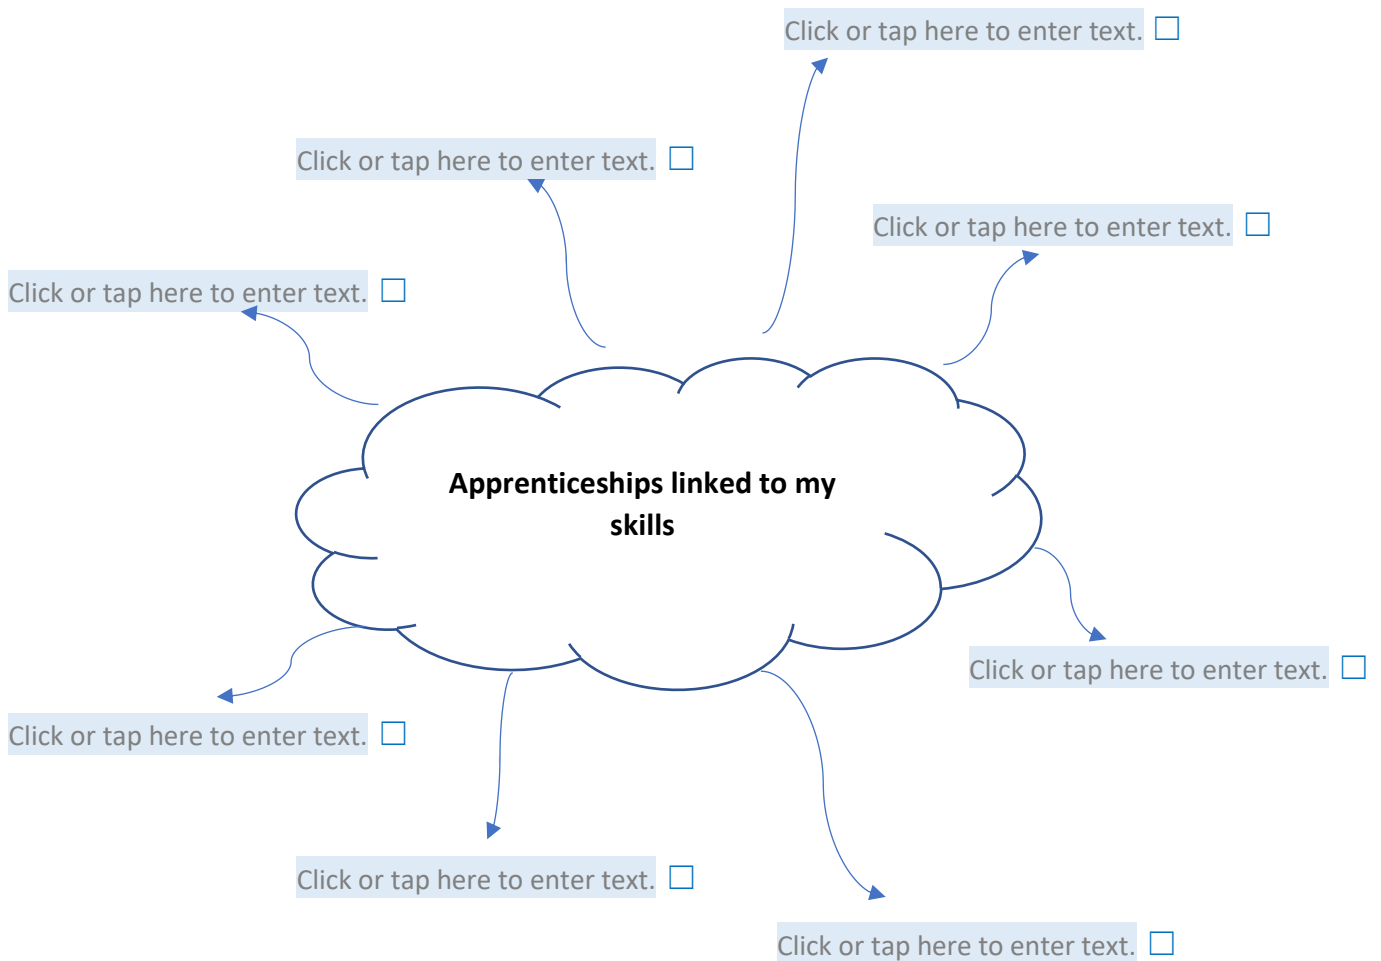 Click or tap here to enter text. ☐
Click or tap here to enter text. ☐
Click or tap here to enter text. ☐
Click or tap here to enter text. ☐
Apprenticeships linked to my
skills
Click or tap here to enter text. ☐
Click or tap here to enter text. ☐
Click or tap here to enter text. ☐
Click or tap here to enter text. ☐